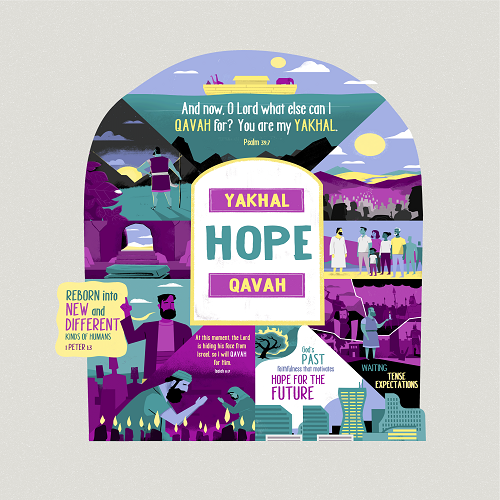 And now, O Lord what else can I
QAVAH for? You are my YAKHAL.
Psalm 39:7
YAKHAL
HOPE
QAVAH
REBORN into
NEW and
DIFFERENT
KINDS OF HUMANS
1 PETER 1:3
At this moment, the Lord
is hiding his face from
Israel, so I will QAVAH
for Him.
Isaiah 8:17
God's
PAST
faithfulness that motivates
HOPE FOR THE
FUTURE
WAITING
TENSE
EXPECTATIONS